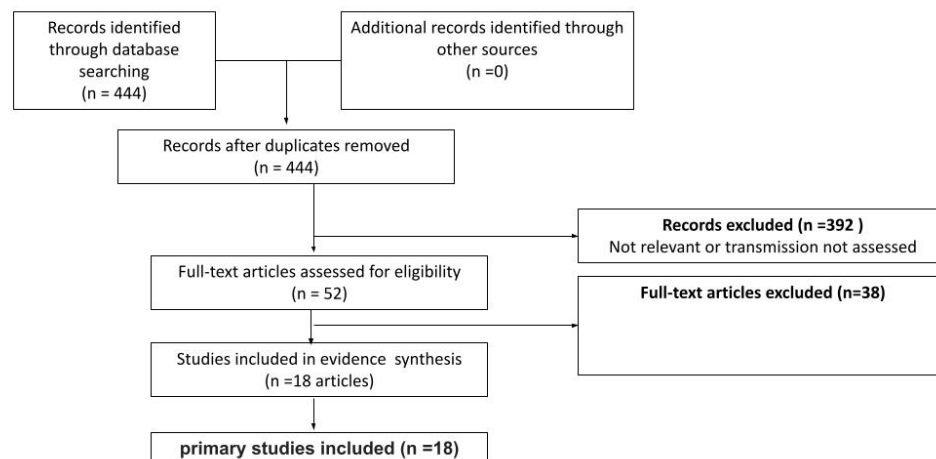 Records identified
through database
searching
(n = 444)
Additional records identified through
other sources
(n =0)
Records after duplicates removed
(n = 444)
Records excluded (n =392 )
Not relevant or transmission not assessed
Full-text articles assessed for eligibility
(n = 52)
Full-text articles excluded (n=38)
Studies included in evidence synthesis
(n =18 articles)
primary studies included (n =18)